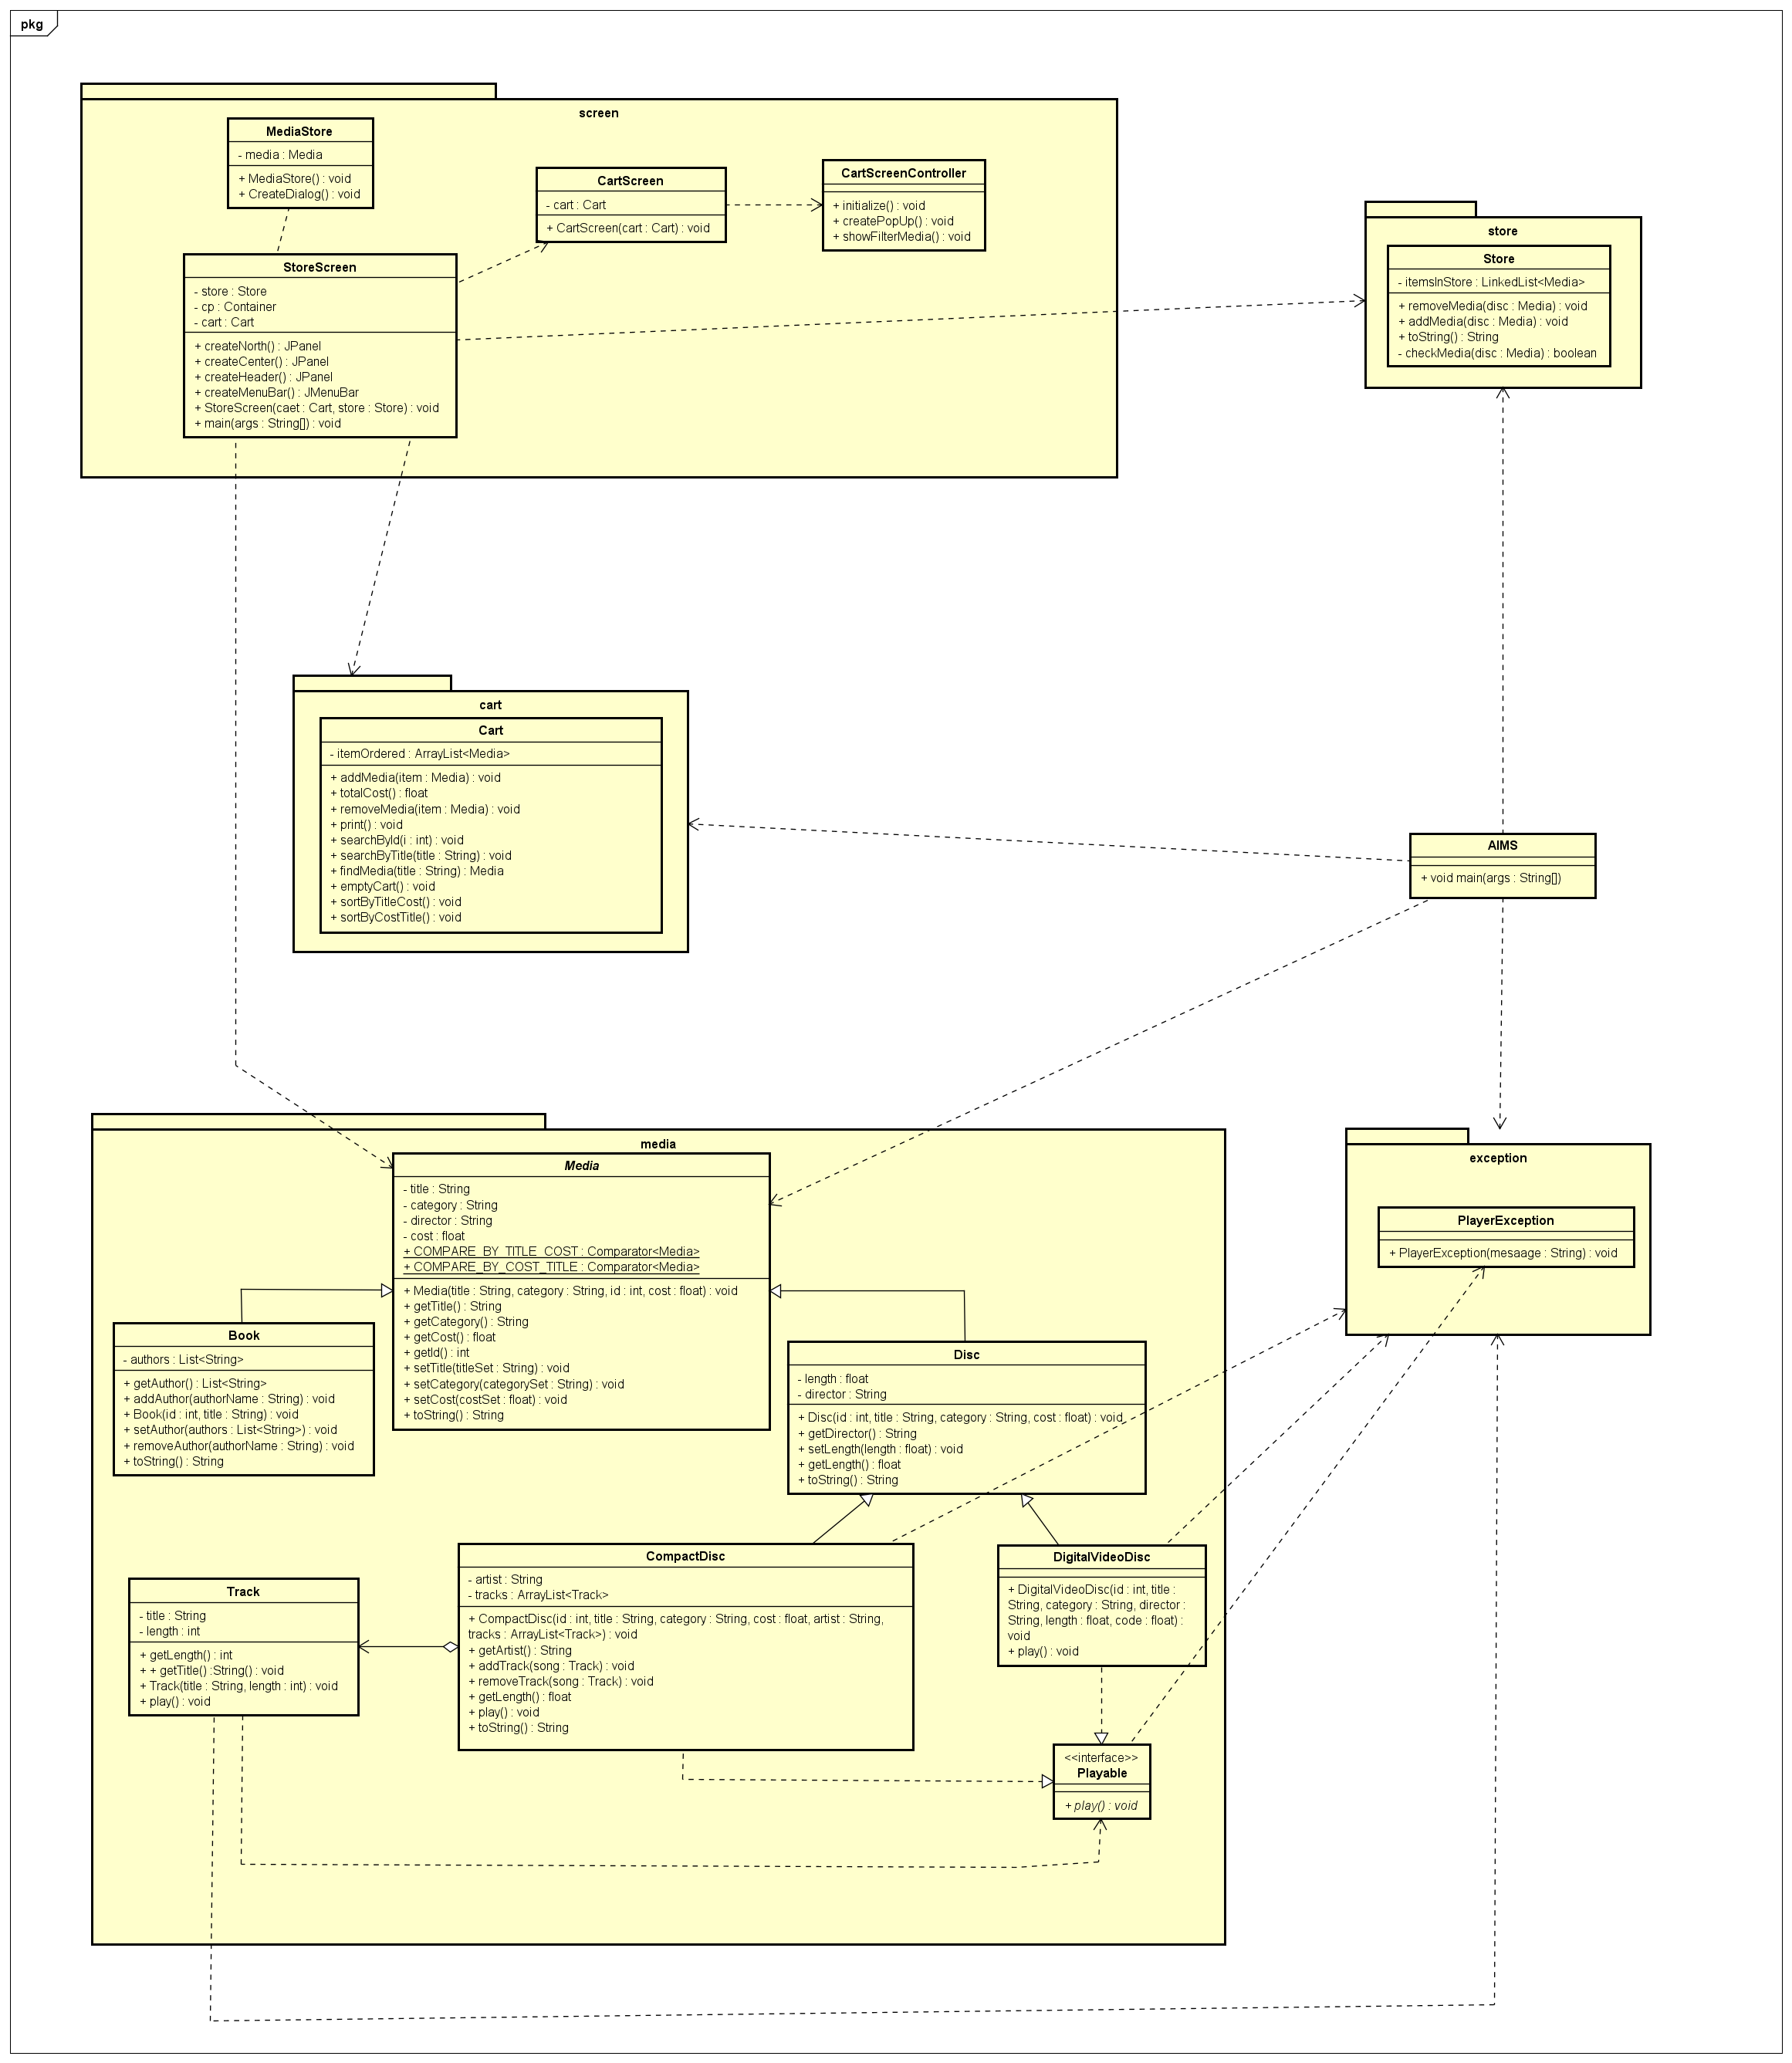 pkg
screen
MediaStore
- media : Media
+ MediaStore() : void
+ CreateDialog() : void
CartScreen
- cart : Cart
+ CartScreen(cart : Cart) : void
CartScreenController
+ initialize() : void
+ createPopUp() : void
+ showFilterMedia() : void
StoreScreen
- store : Store
- cp : Container
- cart : Cart
+ createNorth() : JPanel
+ createCenter() : JPanel
+ createHeader() : JPanel
+ createMenuBar() : JMenuBar
+ StoreScreen(caet : Cart, store : Store) : void
+ main(args : String[]) : void
store
Store
- itemsInStore : LinkedList<Media>
+ removeMedia(disc : Media) : void
+ addMedia(disc : Media) : void
+ toString() : String
- checkMedia(disc : Media) : boolean
cart
Cart
- itemOrdered : ArrayList<Media>
+ addMedia(item : Media) : void
+ totalCost() : float
+ removeMedia(item : Media) : void
+ print() : void
+ searchById(i : int) : void
+ searchByTitle(title : String) : void
+ findMedia(title : String) : Media
+ emptyCart() : void
+ sortByTitleCost() : void
+ sortByCostTitle() : void
AIMS
+ void main(args : String[])
media
Media
- title : String
- category : String
- director : String
- cost : float
+ COMPARE_BY_TITLE_COST : Comparator<Media>
+ COMPARE_BY_COST_TITLE : Comparator<Media>
+ Media(title : String, category : String, id : int, cost : float) : void
+ getTitle() : String
+ getCategory() : String
+ getCost() : float
+ getId() : int
+ setTitle(titleSet : String) : void
+ setCategory(categorySet : String) : void
+ setCost(costSet : float) : void
+ toString() : String
exception
PlayerException
+ PlayerException(mesaage : String) : void
Book
- authors : List<String>
+ getAuthor() : List<String>
+ addAuthor(authorName : String) : void
+ Book(id : int, title : String) : void
+ setAuthor(authors : List<String>) : void
+ removeAuthor(authorName : String) : void
+ toString() : String
Disc
- length : float
- director : String
+ Disc(id : int, title : String, category : String, cost : float) : void
+ getDirector() : String
+ setLength(length : float) : void
+ getLength() : float
+ toString() : String
Track
- title : String
- length : int
+ getLength() : int
+ + getTitle() :String() : void
+ Track(title : String, length : int) : void
+ play() : void
CompactDisc
- artist : String
- tracks : ArrayList<Track>
+ CompactDisc(id : int, title : String, category : String, cost : float, artist : String,
tracks : ArrayList<Track>) : void
+ getArtist() : String
+ addTrack(song : Track) : void
+ removeTrack(song : Track) : void
+ getLength() : float
+ play() : void
+ toString() : String
DigitalVideoDisc
+ DigitalVideoDisc(id : int, title :
String, category : String, director :
String, length : float, code : float) :
void
+ play() : void
<<interface>>
Playable
+ play() : void